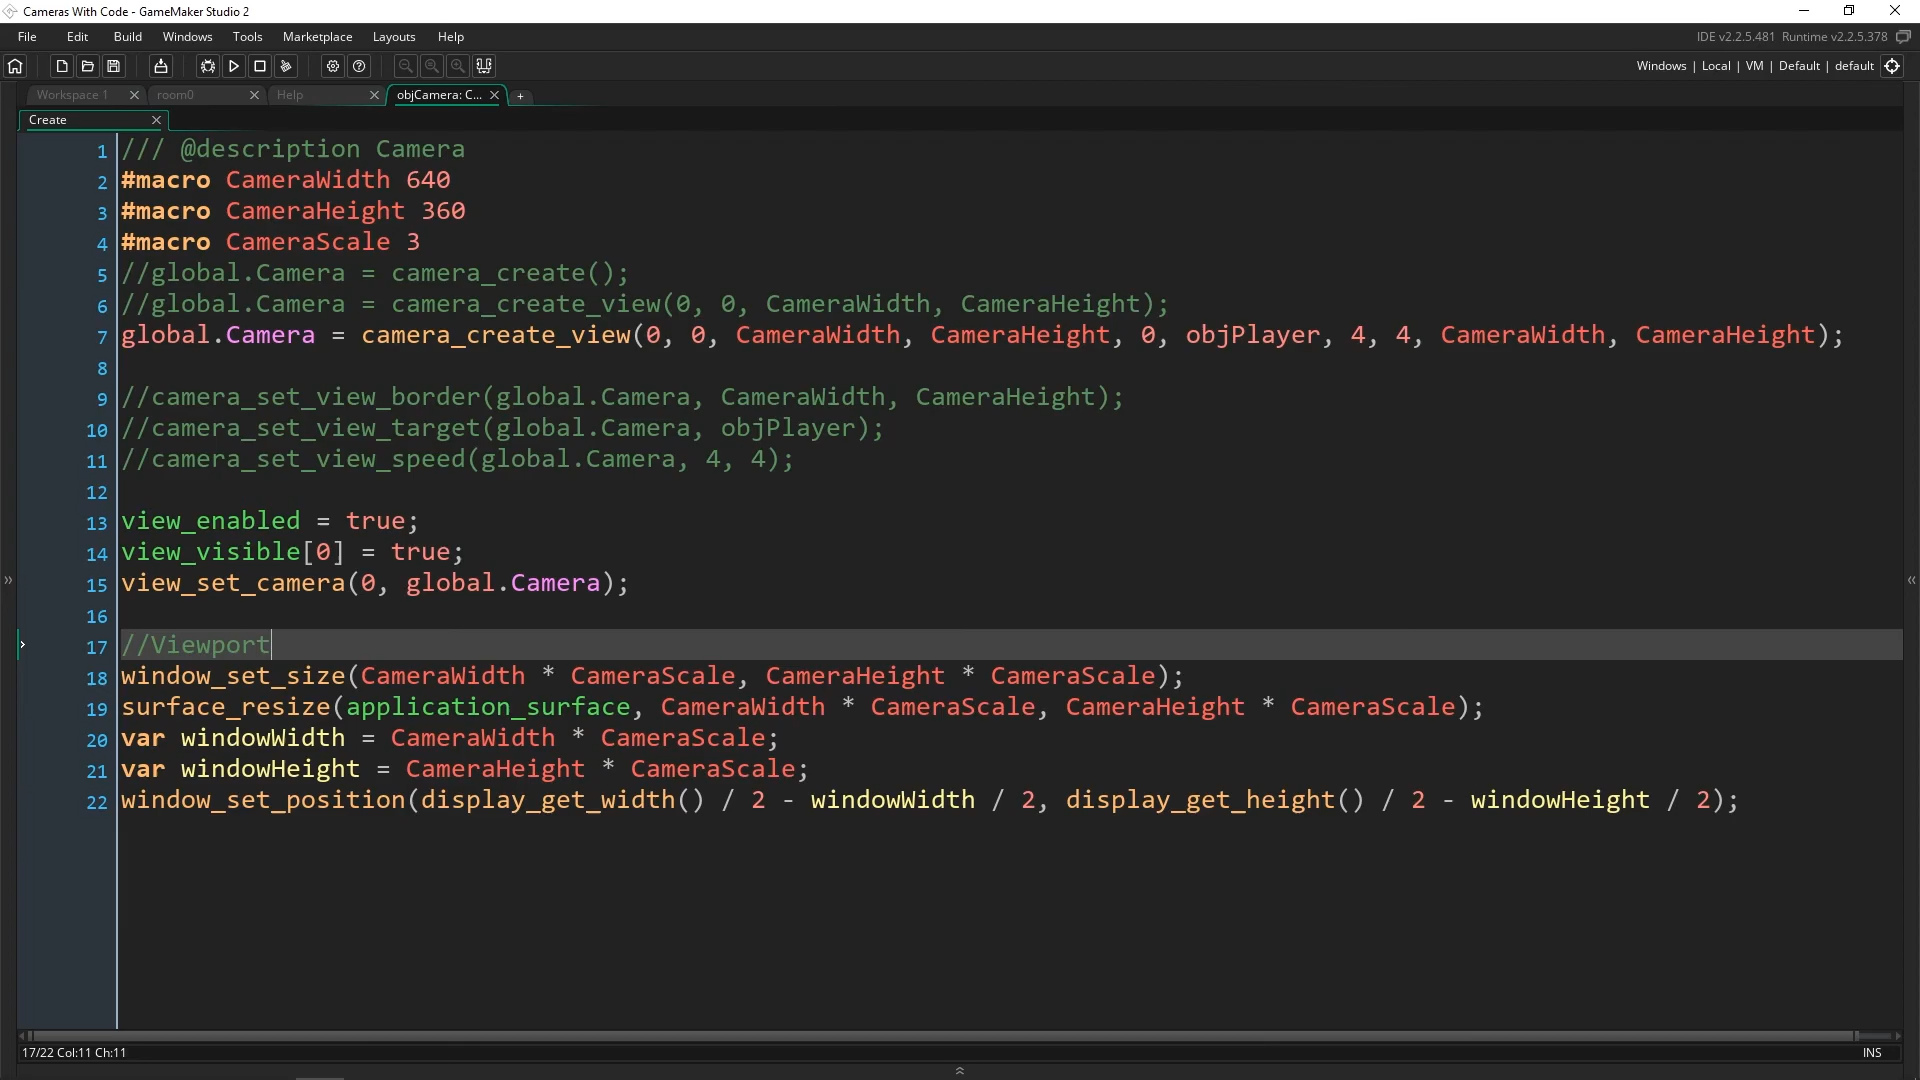 Cameras With Code - GameMaker Studio 2
File Edit Build Windows Tools Marketplace Layouts Help
IDE v2.2.5.481 Runtime v2.2.5.378
Windows | Local | VM | Default | default
Workspace 1 room0 Help objCamera: C... +
Create
1 /// @description Camera
2 #macro CameraWidth 640
3 #macro CameraHeight 360
4 #macro CameraScale 3
5 //global.Camera = camera_create();
6 //global.Camera = camera_create_view(0, 0, CameraWidth, CameraHeight);
7 global.Camera = camera_create_view(0, 0, CameraWidth, CameraHeight, 0, objPlayer, 4, 4, CameraWidth, CameraHeight);
8
9 //camera_set_view_border(global.Camera, CameraWidth, CameraHeight);
10 //camera_set_view_target(global.Camera, objPlayer);
11 //camera_set_view_speed(global.Camera, 4, 4);
12
13 view_enabled = true;
14 view_visible[0] = true;
15 view_set_camera(0, global.Camera);
16
17 //Viewport
18 window_set_size(CameraWidth * CameraScale, CameraHeight * CameraScale);
19 surface_resize(application_surface, CameraWidth * CameraScale, CameraHeight * CameraScale);
20 var windowWidth = CameraWidth * CameraScale;
21 var windowHeight = CameraHeight * CameraScale;
22 window_set_position(display_get_width() / 2 - windowWidth / 2, display_get_height() / 2 - windowHeight / 2);
17/22 Col:11 Ch:11
INS